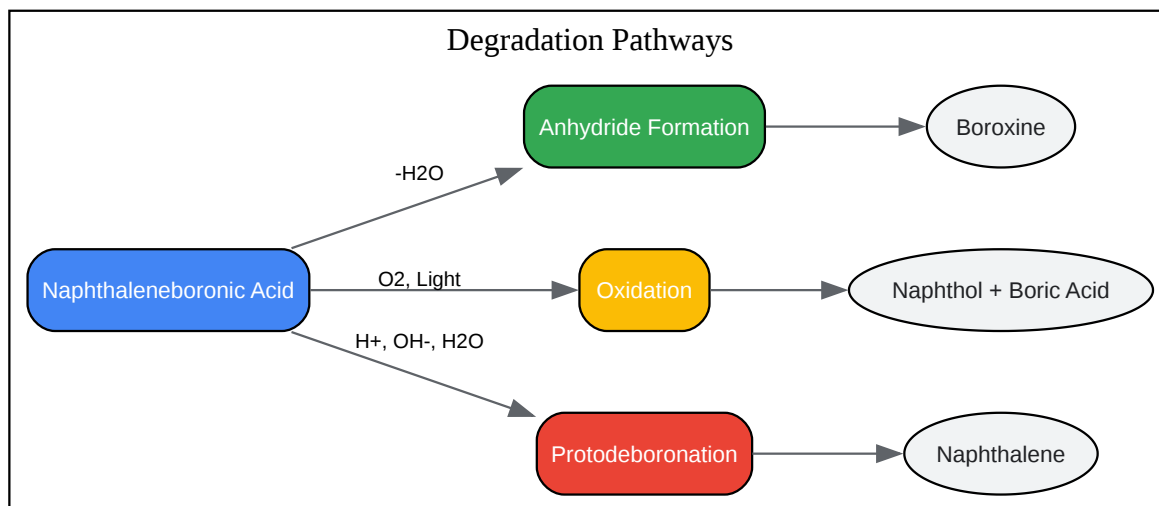 Degradation Pathways
Anhydride Formation
Boroxine
-H2O
Naphthaleneboronic Acid
O2, Light
Oxidation
Naphthol + Boric Acid
H+, OH-, H2O
Protodeboronation
Naphthalene